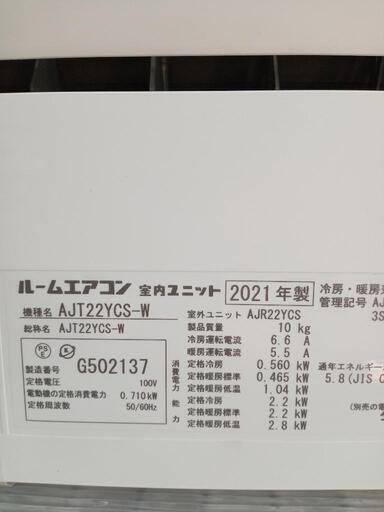 ルームエアコン 室内ユニット 2021年製 冷房・暖房
機種名 AJT22YCS-W 室外ユニット AJR22YCS 管理記号 AJ
総称名 AJT22YCS-W 製品質量 10 kg 3S
冷房運転電流 6.6 A
暖房運転電流 5.5 A
PS E
製造番号 G502137
定格電圧 100V
電動機の定格消費電力 0.710kW
定格周波数 50/60Hz
消費電力 定格冷房 0.560 kW 通年エネルギー
定格暖房標準 0.465 kW 5.8(JIS C
定格暖房低温 1.04 kW
能力 定格冷房 2.2 kW (別売の電
定格暖房標準 2.2 kW
定格暖房低温 2.8 kW